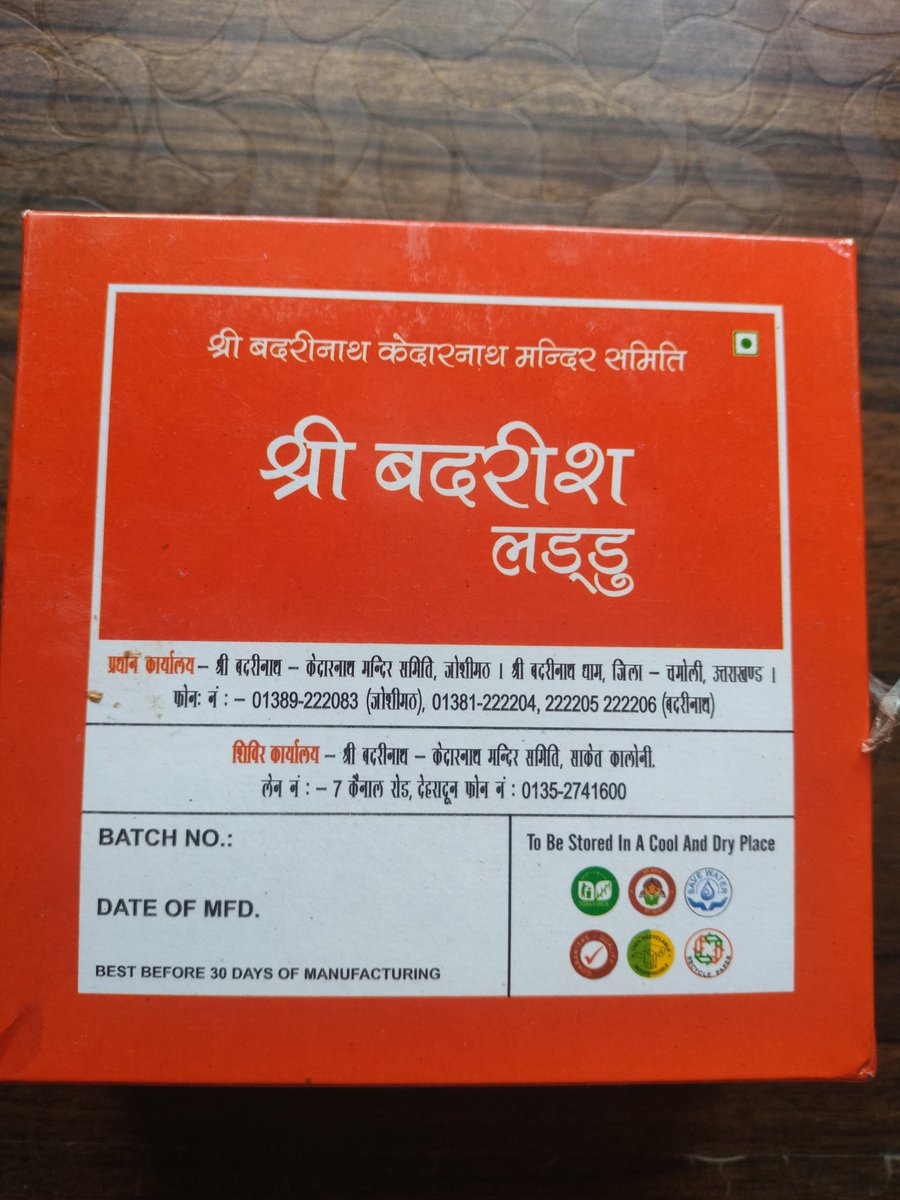 श्री बदरीनाथ केदारनाथ मन्दिर समिति
श्री बदरीश
लड्डु
प्रधान कार्यालय – श्री बदरीनाथ – केदारनाथ मन्दिर समिति, जोशीमठ । श्री बदरीनाथ धाम, जिला – चमोली, उत्तराखण्ड ।
फोनः नं : – 01389-222083 (जोशीमठ), 01381-222204, 222205 222206 (बदरीनाथ)
शिविर कार्यालय – श्री बदरीनाथ – केदारनाथ मन्दिर समिति, साकेत कालोनी.
लेन नं : – 7 कैनाल रोड, देहरादून फोन नं : 0135-2741600
BATCH NO.:
DATE OF MFD.
BEST BEFORE 30 DAYS OF MANUFACTURING
To Be Stored In A Cool And Dry Place
SAVE WATER
RECYCLE PAPER